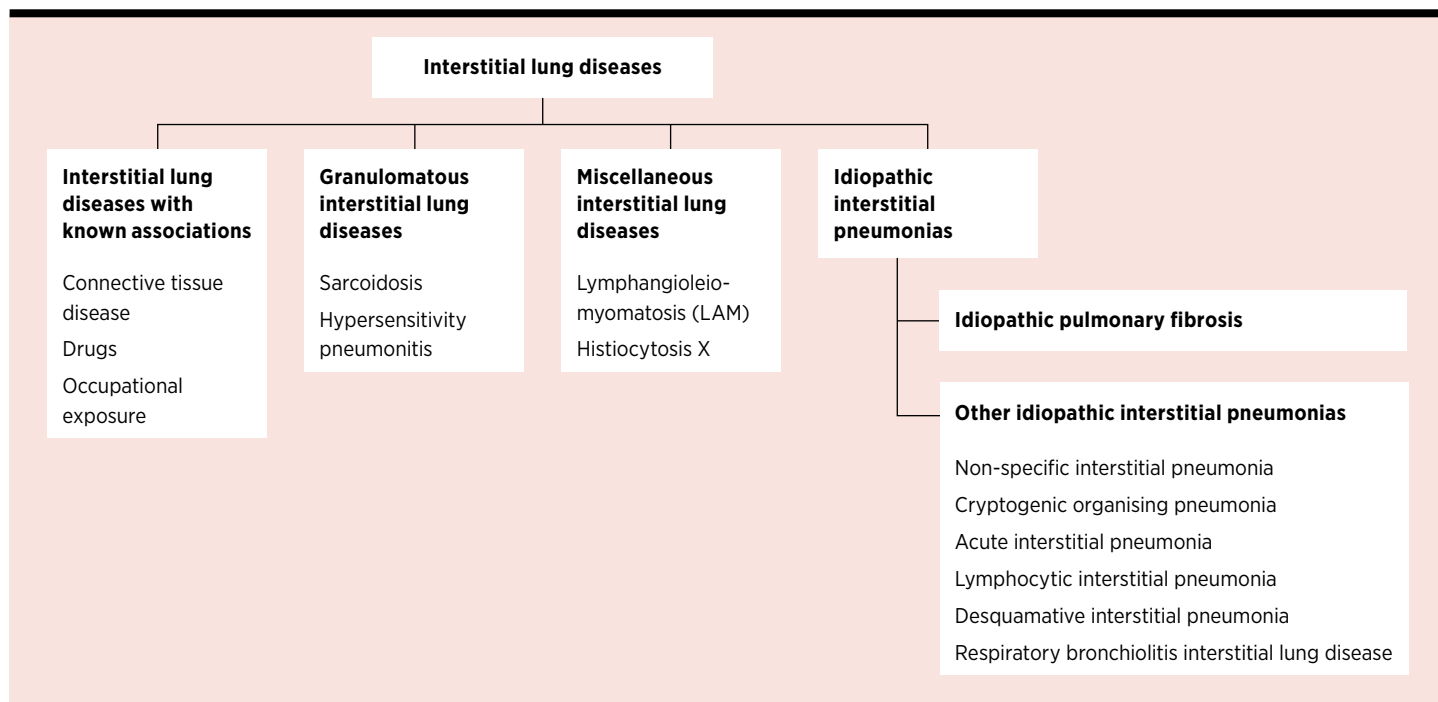 Interstitial lung diseases
Interstitial lung
diseases with
known associations
Connective tissue
disease
Drugs
Occupational
exposure
Granulomatous
interstitial lung
diseases
Sarcoidosis
Hypersensitivity
pneumonitis
Miscellaneous
interstitial lung
diseases
Lymphangioleio-
myomatosis (LAM)
Histiocytosis X
Idiopathic
interstitial
pneumonias
Idiopathic pulmonary fibrosis
Other idiopathic interstitial pneumonias
Non-specific interstitial pneumonia
Cryptogenic organising pneumonia
Acute interstitial pneumonia
Lymphocytic interstitial pneumonia
Desquamative interstitial pneumonia
Respiratory bronchiolitis interstitial lung disease